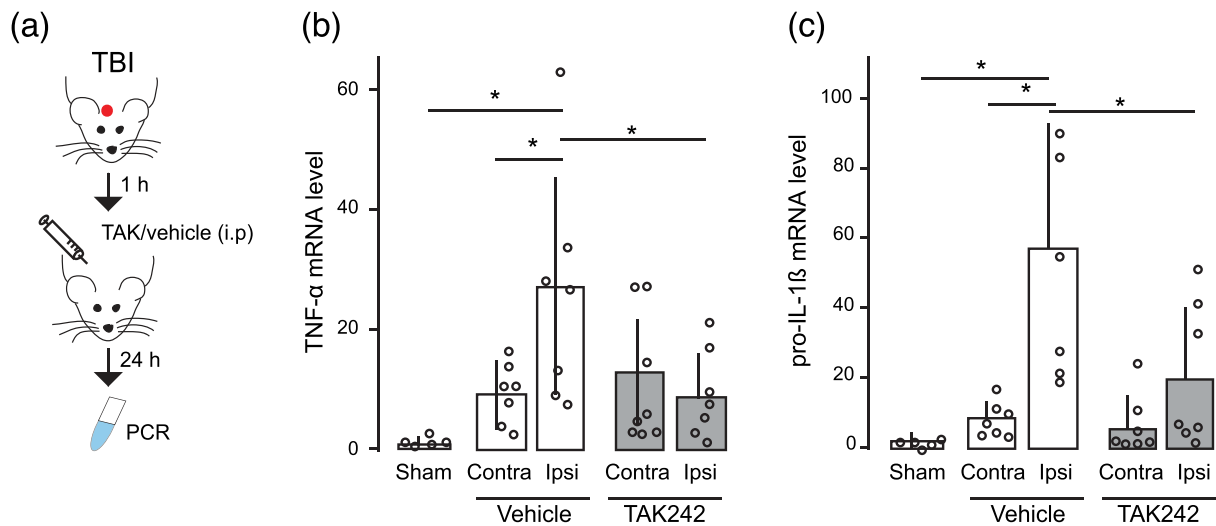 (a)
TBI
1 h
TAK/vehicle (i.p)
24 h
PCR
(b)
TNF-α mRNA level
60
40
20
0
*
*
*
Sham Contra Ipsi Contra Ipsi
Vehicle TAK242
(c)
pro-IL-1ß mRNA level
100
80
60
40
20
0
*
*
*
Sham Contra Ipsi Contra Ipsi
Vehicle TAK242